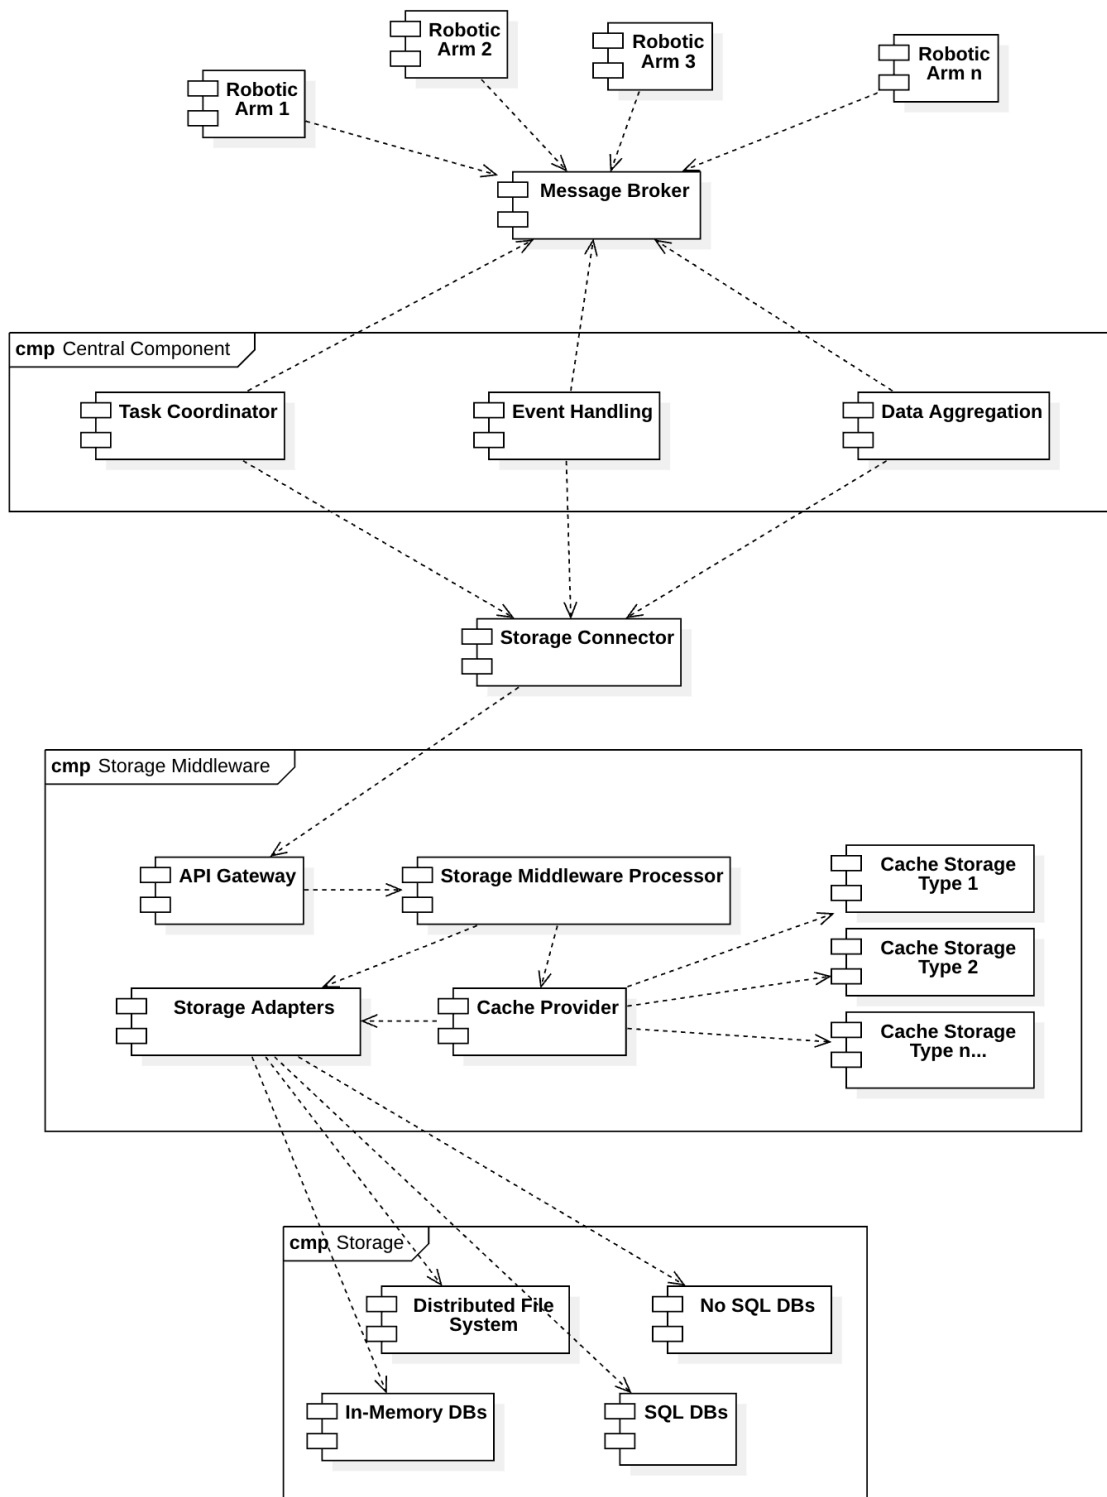 Robotic
Arm 2
Robotic
Arm 3
Robotic
Arm n
Robotic
Arm 1
Message Broker
cmp Central Component
Task Coordinator
Event Handling
Data Aggregation
Storage Connector
cmp Storage Middleware
API Gateway
Storage Middleware Processor
Cache Storage
Type 1
Cache Storage
Type 2
Storage Adapters
Cache Provider
Cache Storage
Type n...
cmp Storage
Distributed File
System
No SQL DBs
In-Memory DBs
SQL DBs